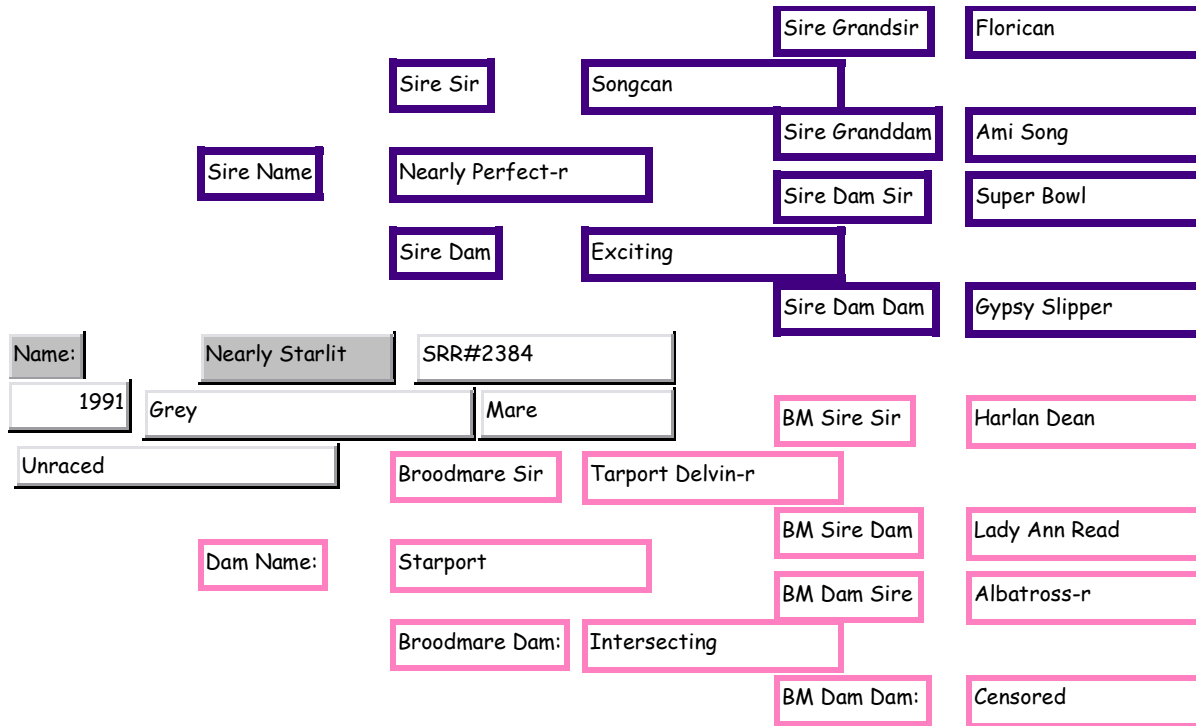 Sire Grandsir Florican
Sire Sir Songcan
Sire Granddam Ami Song
Sire Name Nearly Perfect-r
Sire Dam Sir Super Bowl
Sire Dam Exciting
Sire Dam Dam Gypsy Slipper
Name: Nearly Starlit SRR#2384
1991 Grey Mare
BM Sire Sir Harlan Dean
Unraced
Broodmare Sir Tarport Delvin-r
BM Sire Dam Lady Ann Read
Dam Name: Starport
BM Dam Sire Albatross-r
Broodmare Dam: Intersecting
BM Dam Dam: Censored